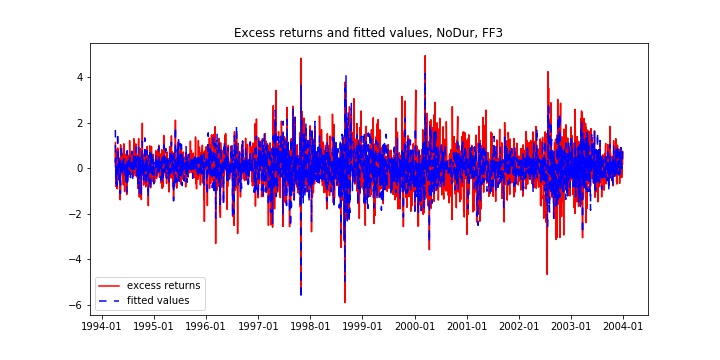 Excess returns and fitted values, NoDur, FF3
4
2
0
−2
−4
−6
excess returns
fitted values
1994-01 1995-01 1996-01 1997-01 1998-01 1999-01 2000-01 2001-01 2002-01 2003-01 2004-01